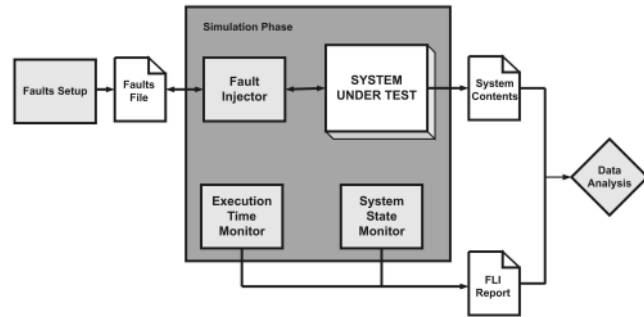 Simulation Phase
Faults Setup
Faults
File
Fault
Injector
SYSTEM
UNDER TEST
System
Contents
Data
Analysis
Execution
Time
Monitor
System
State
Monitor
FLI
Report